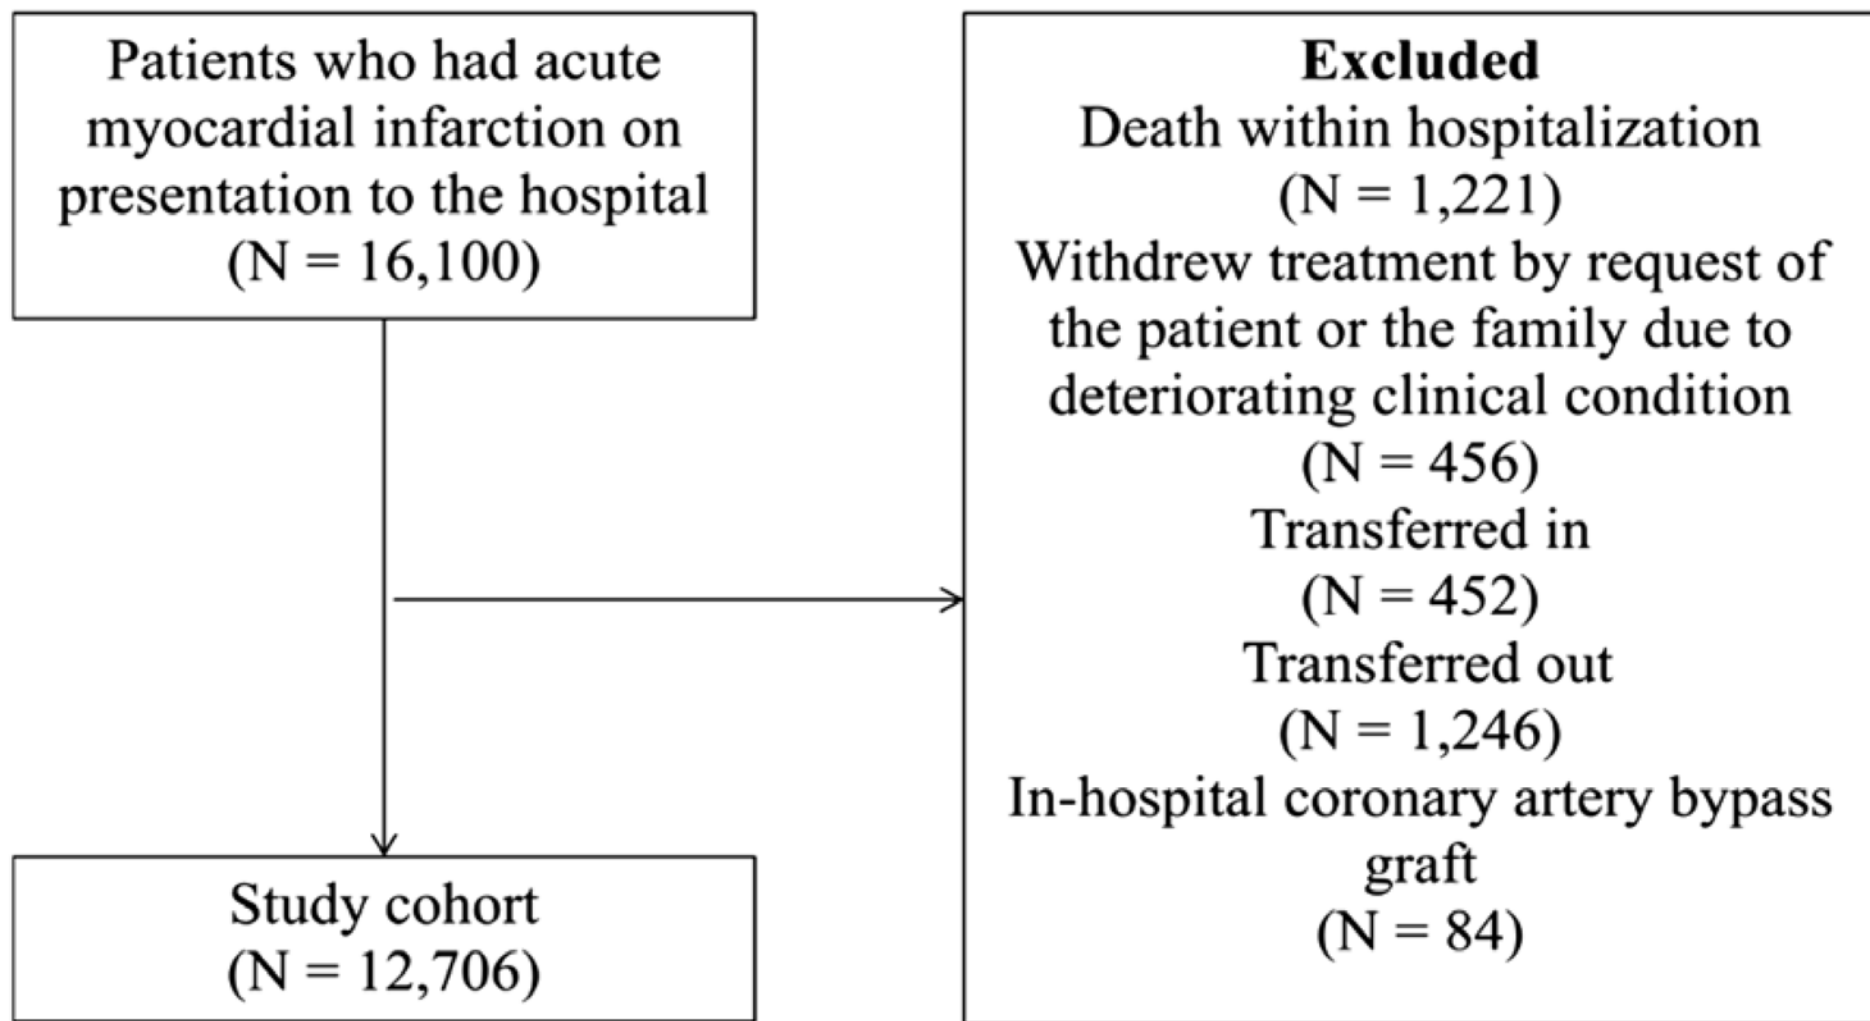 Patients who had acute
myocardial infarction on
presentation to the hospital
(N = 16,100)
Excluded
Death within hospitalization
(N = 1,221)
Withdrew treatment by request of
the patient or the family due to
deteriorating clinical condition
(N = 456)
Transferred in
(N = 452)
Transferred out
(N = 1,246)
In-hospital coronary artery bypass
graft
(N = 84)
Study cohort
(N = 12,706)